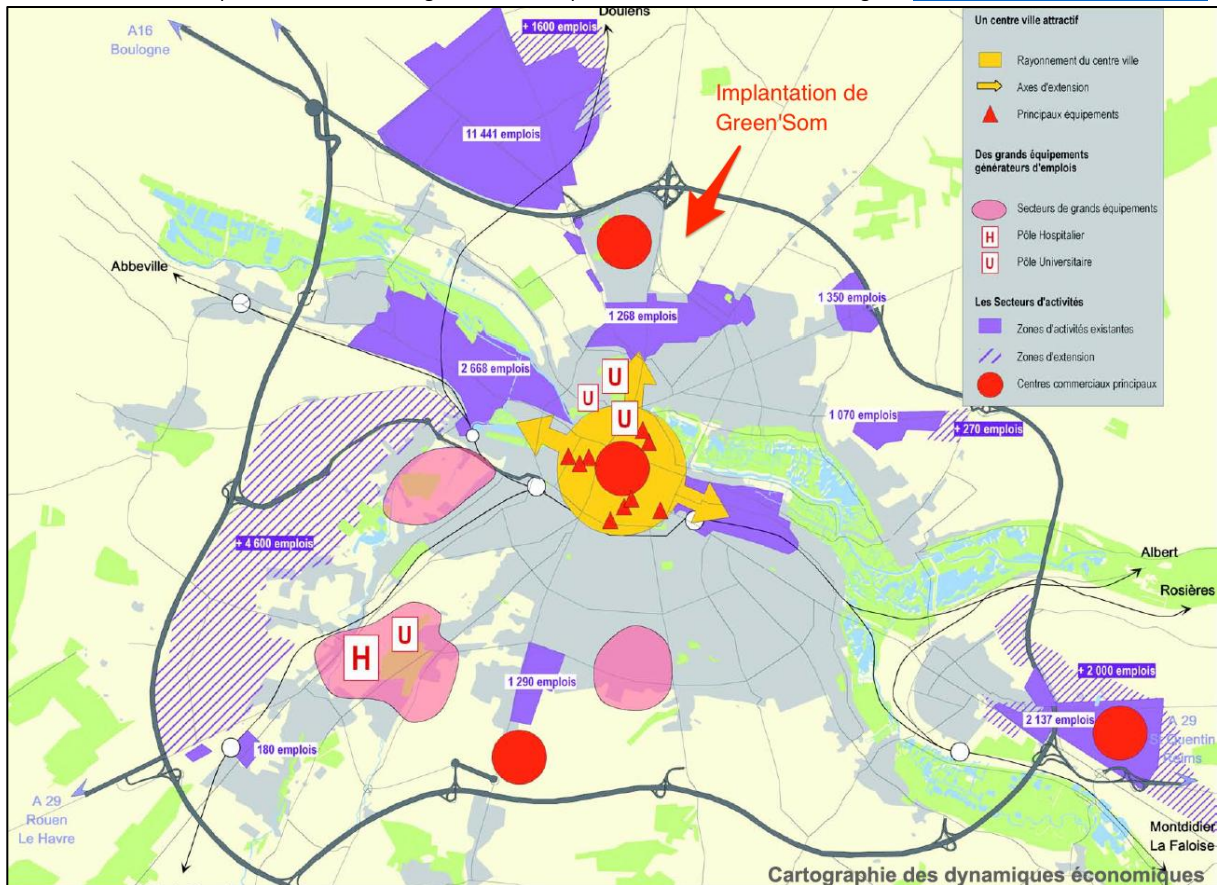 Doulens
+ 1600 emplois
A16
Boulogne
Un centre ville attractif
Rayonnement du centre ville
Axes d'extension
Principaux équipements
Des grands équipements
générateurs d'emplois
Secteurs de grands équipements
H
Pôle Hospitalier
U
Pôle Universitaire
Les Secteurs d'activités
Zones d'activités existantes
Zones d'extension
Centres commerciaux principaux
Implantation de
Green'Som
11 441 emplois
Abbeville
1 350 emplois
1 268 emplois
2 668 emplois
U
U
U
1 070 emplois
+ 270 emplois
+ 4 600 emplois
Albert
Rosières
H
U
1 290 emplois
+ 2 000 emplois
2 137 emplois
A 29
St Quentin
Reims
180 emplois
A 29
Rouen
Le Havre
Montdidier
La Faloise
Cartographie des dynamiques économiques